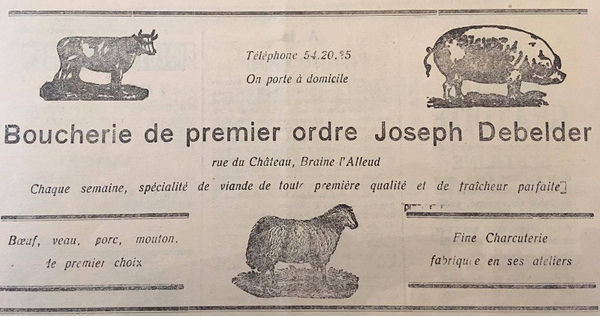 Téléphone 54.20.85
On porte à domicile
Boucherie de premier ordre Joseph Debelder
rue du Château, Braine l'Alleud
Chaque semaine, spécialité de viande de toute première qualité et de fraîcheur parfaite
Bœuf, veau, porc, mouton.
de premier choix
Fine Charcuterie
fabriquée en ses ateliers